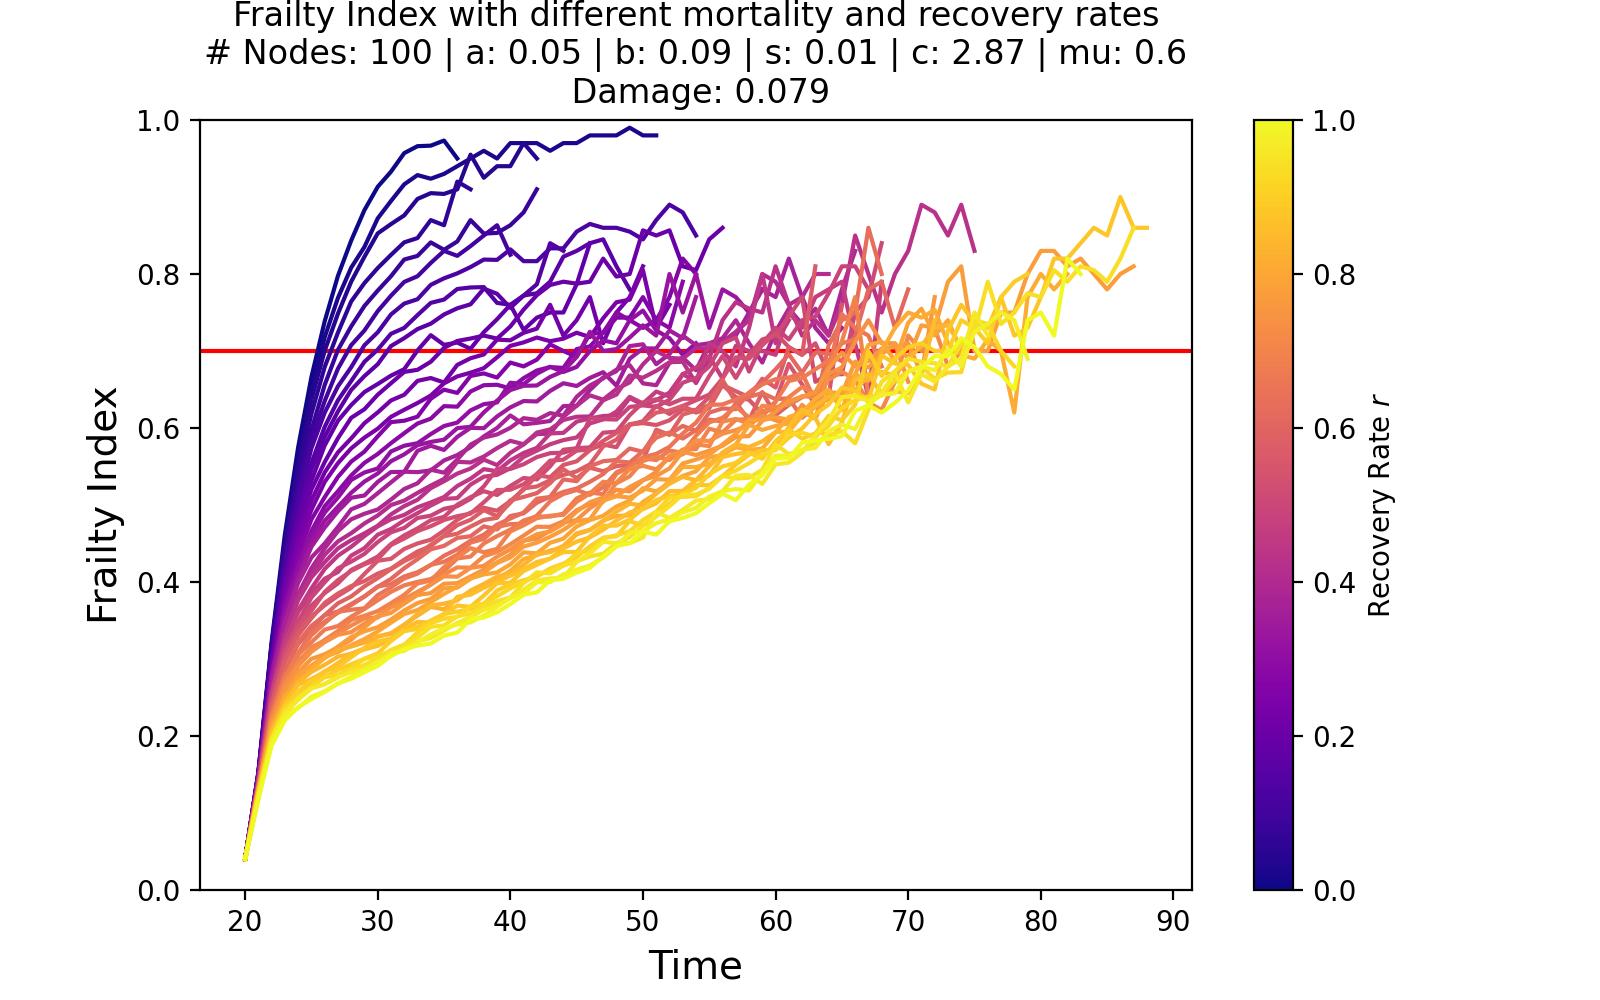 Frailty Index with different mortality and recovery rates
# Nodes: 100 | a: 0.05 | b: 0.09 | s: 0.01 | c: 2.87 | mu: 0.6
Damage: 0.079
Frailty Index
1.0
0.8
0.6
0.4
0.2
0.0
20 30 40 50 60 70 80 90
Time
1.0
0.8
0.6
0.4
0.2
0.0
Recovery Rate r